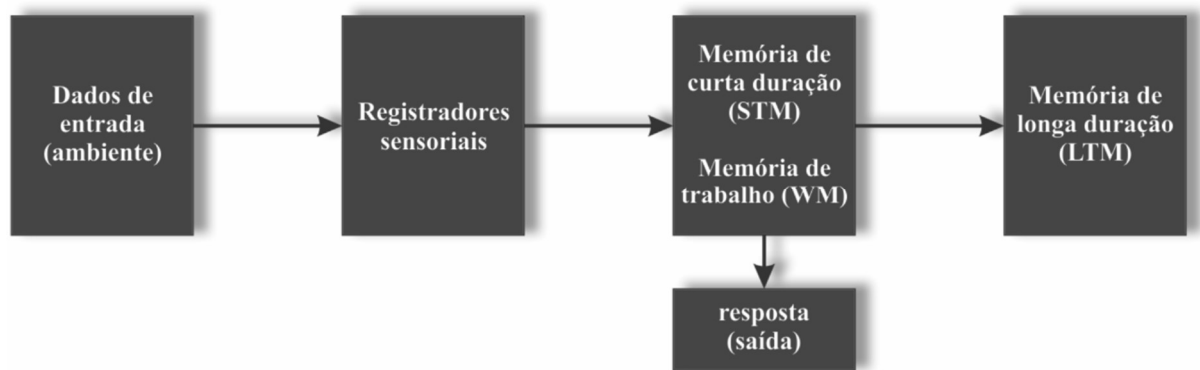 Dados de
entrada
(ambiente)
Registradores
sensoriais
Memória de
curta duração
(STM)
Memória de
trabalho (WM)
Memória de
longa duração
(LTM)
resposta
(saída)